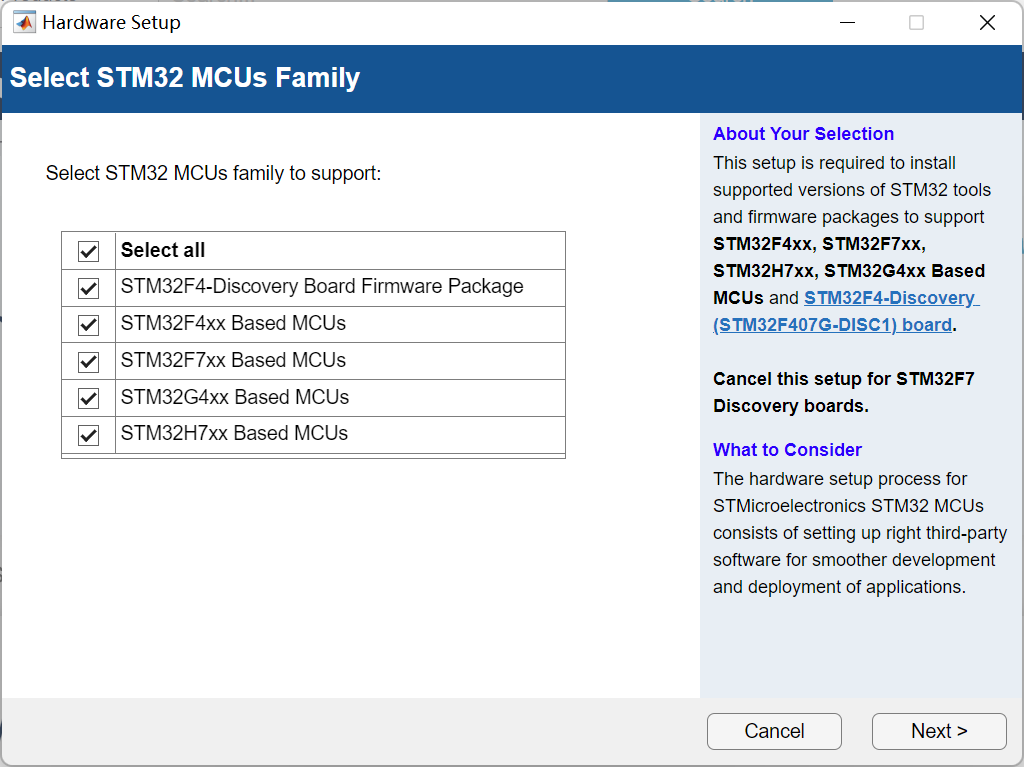 Hardware Setup
Select STM32 MCUs Family
Select STM32 MCUs family to support:
Select all
STM32F4-Discovery Board Firmware Package
STM32F4xx Based MCUs
STM32F7xx Based MCUs
STM32G4xx Based MCUs
STM32H7xx Based MCUs
About Your Selection
This setup is required to install
supported versions of STM32 tools
and firmware packages to support
STM32F4xx, STM32F7xx,
STM32H7xx, STM32G4xx Based
MCUs and STM32F4-Discovery
(STM32F407G-DISC1) board.
Cancel this setup for STM32F7
Discovery boards.
What to Consider
The hardware setup process for
STMicroelectronics STM32 MCUs
consists of setting up right third-party
software for smoother development
and deployment of applications.
Cancel
Next >